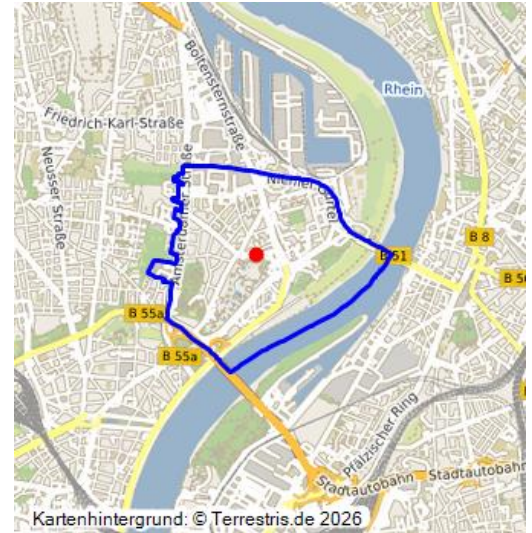 Boltensternstraße
Rhein
Friedrich-Karl-Straße
Neusser Straße
Amsterdamer Straße
Niehler Gürtel
B 8
B 51
B 55a
B 55a
Pfälzischer Ring
Stadtautobahn
Stadtautobahn
Kartenhintergrund: © Terrestris.de 2026